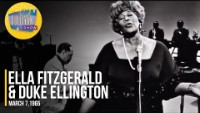 ELLA FITZGERALD
& DUKE ELLINGTON
MARCH 7, 1965